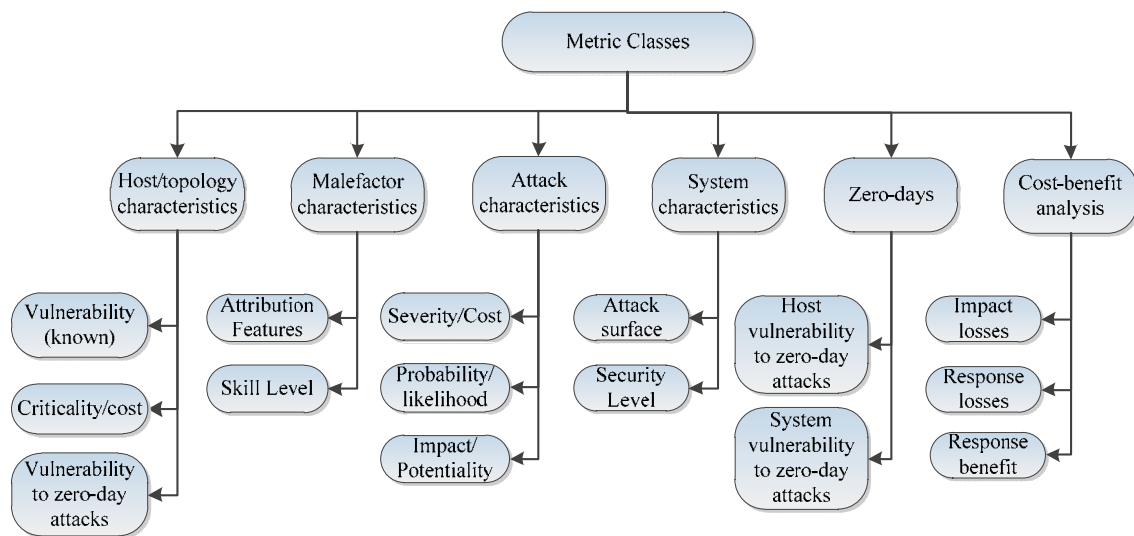 Metric Classes
Host/topology
characteristics
Malefactor
characteristics
Attack
characteristics
System
characteristics
Zero-days
Cost-benefit
analysis
Vulnerability
(known)
Criticality/cost
Vulnerability
to zero-day
attacks
Attribution
Features
Skill Level
Severity/Cost
Probability/
likelihood
Impact/
Potentiality
Attack
surface
Security
Level
Host
vulnerability
to zero-day
attacks
System
vulnerability
to zero-day
attacks
Impact
losses
Response
losses
Response
benefit